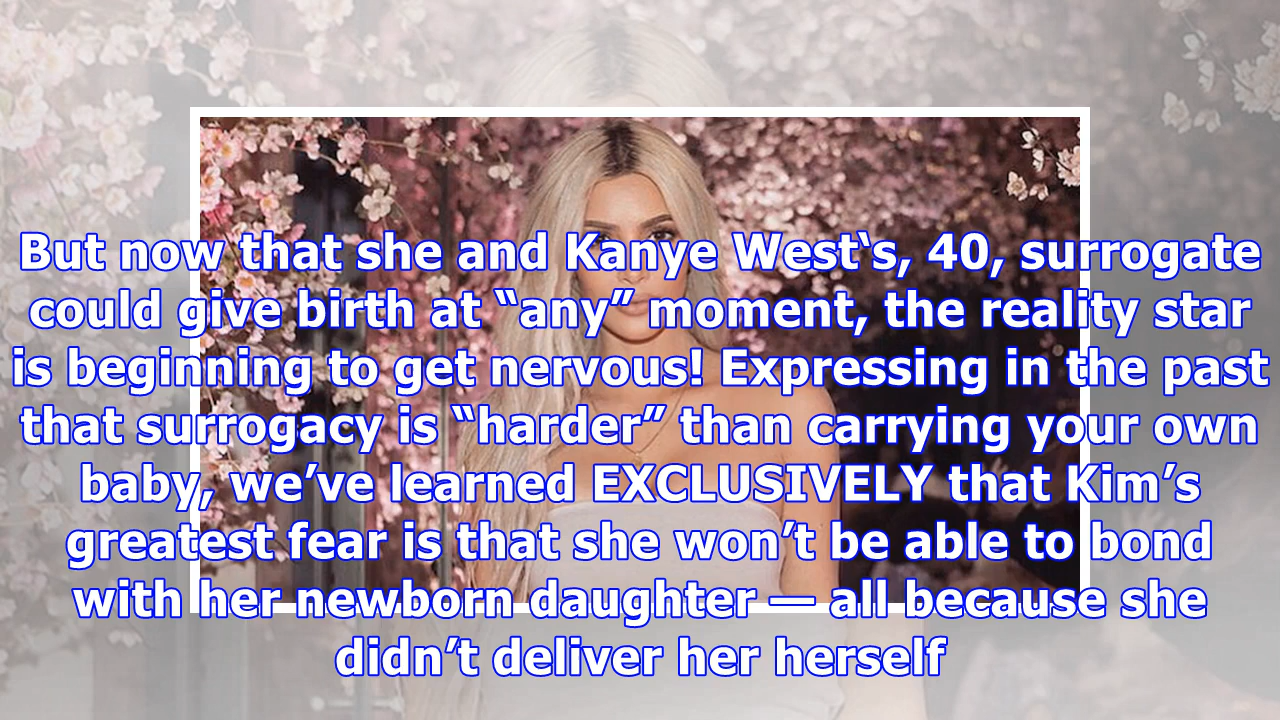 But now that she and Kanye West‘s, 40, surrogate
could give birth at “any” moment, the reality star
is beginning to get nervous! Expressing in the past
that surrogacy is “harder” than carrying your own
baby, we’ve learned EXCLUSIVELY that Kim’s
greatest fear is that she won’t be able to bond
with her newborn daughter — all because she
didn’t deliver her herself